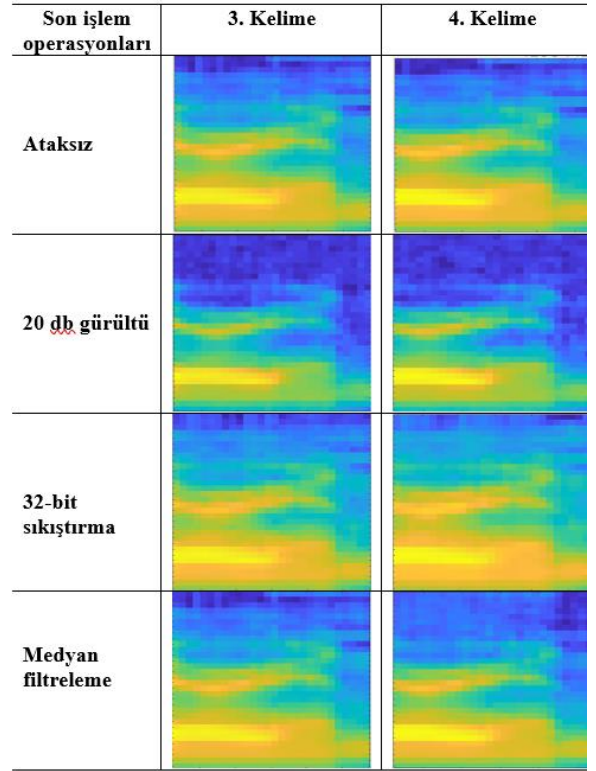 Son işlem
operasyonları
3. Kelime
4. Kelime
Ataksız
20 db gürültü
32-bit
sıkıştırma
Medyan
filtreleme